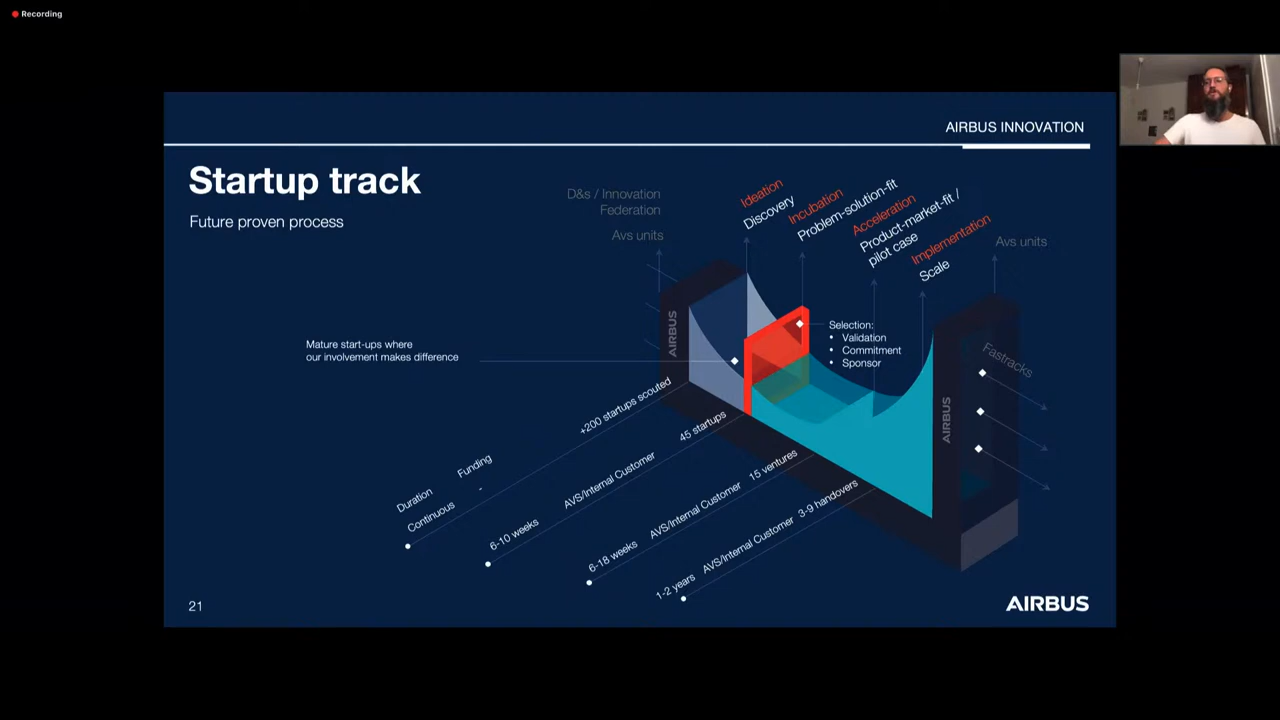 Recording
AIRBUS INNOVATION
Startup track
Future proven process
D&s / Innovation
Federation
Avs units
Ideation
Discovery
Incubation
Problem-solution-fit
Acceleration
Product-market-fit /
pilot case
Implementation
Scale
Avs units
AIRBUS
Selection:
• Validation
• Commitment
• Sponsor
Mature start-ups where
our involvement makes difference
Fastracks
AIRBUS
+200 startups scouted
45 startups
15 ventures
3-9 handovers
Duration
Funding
Continuous
-
6-10 weeks
AVS/Internal Customer
6-18 weeks
AVS/Internal Customer
1-2 years
AVS/Internal Customer
21
AIRBUS